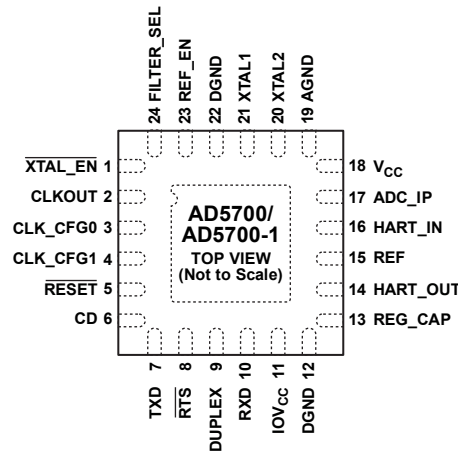 24 FILTER_SEL
23 REF_EN
22 DGND
21 XTAL1
20 XTAL2
19 AGND
XTAL_EN 1
CLKOUT 2
CLK_CFG0 3
CLK_CFG1 4
RESET 5
CD 6
AD5700/
AD5700-1
TOP VIEW
(Not to Scale)
18 VCC
17 ADC_IP
16 HART_IN
15 REF
14 HART_OUT
13 REG_CAP
TXD 7
RTS 8
DUPLEX 9
RXD 10
IOVCC 11
DGND 12